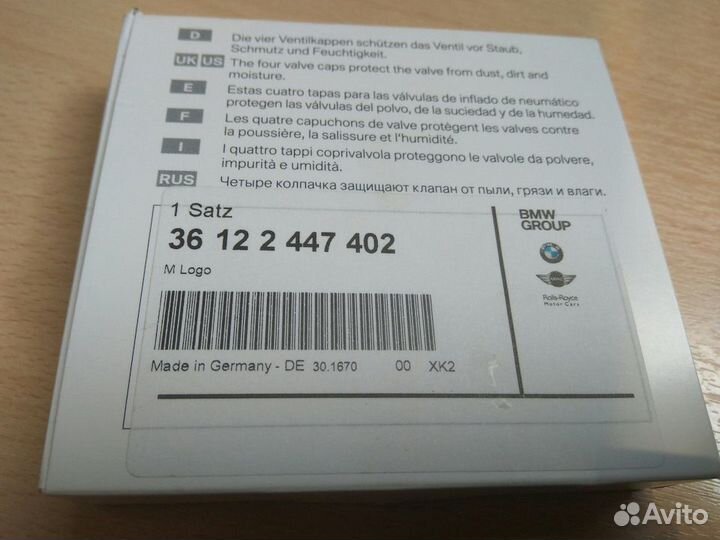 D Die vier Ventilkappen schützen das Ventil vor Staub,
Schmutz und Feuchtigkeit.
UK US The four valve caps protect the valve from dust, dirt and
moisture.
E Estas cuatro tapas para las válvulas de inflado de neumático
protegen las válvulas del polvo, de la suciedad y de la humedad.
F Les quatre capuchons de valve protègent les valves contre
la poussière, la salissure et l'humidité.
I I quattro tappi coprivalvola proteggono le valvole da polvere,
impurità e umidità.
RUS Четыре колпачка защищают клапан от пыли, грязи и влаги.
1 Satz
36 12 2 447 402
M Logo
Made in Germany - DE 30.1670 00 XK2
BMW
GROUP
Rolls-Royce
Motor Cars
Avito